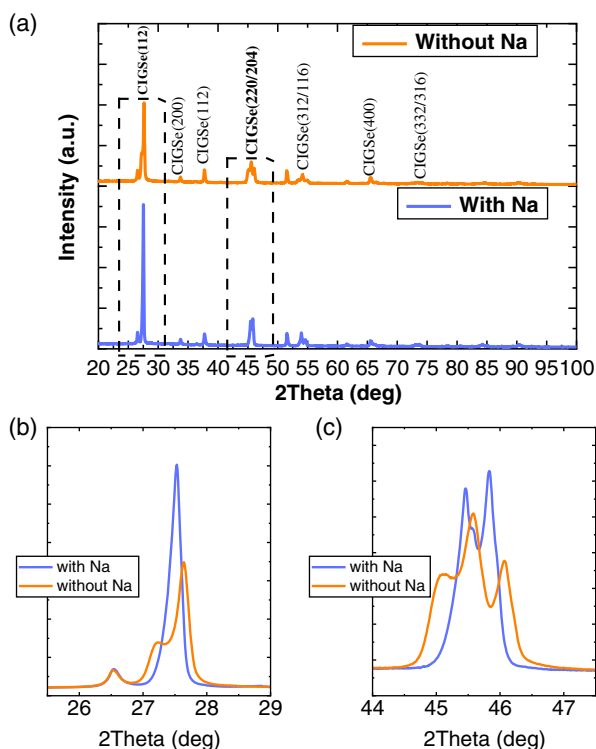 (a)
Without Na
CIGSe(112)
CIGSe(200)
CIGSe(112)
CIGSe(220/204)
CIGSe(312/116)
CIGSe(400)
CIGSe(332/316)
With Na
Intensity (a.u.)
20 25 30 35 40 45 50 54 60 65 70 75 80 85 90 95100
2Theta (deg)
(b)
with Na
without Na
26 27 28 29
2Theta (deg)
(c)
with Na
without Na
44 45 46 47
2Theta (deg)